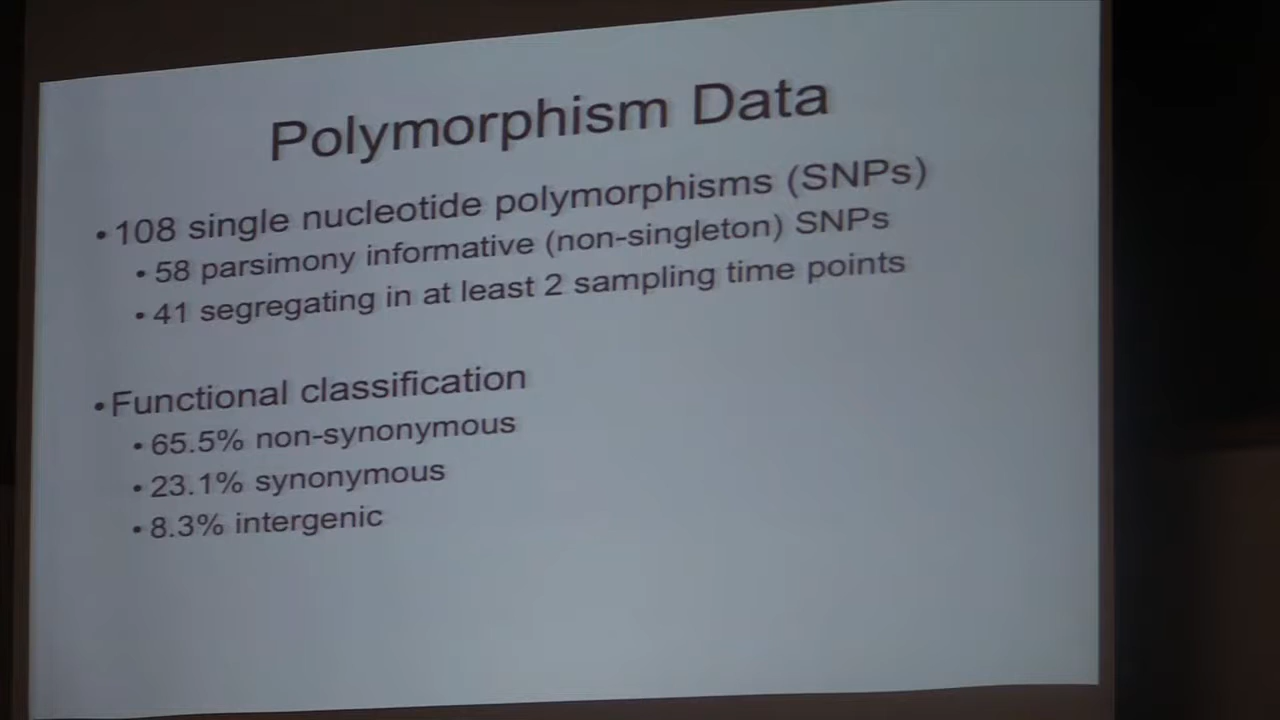 Polymorphism Data
• 108 single nucleotide polymorphisms (SNPs)
• 58 parsimony informative (non-singleton) SNPs
• 41 segregating in at least 2 sampling time points
• Functional classification
• 65.5% non-synonymous
• 23.1% synonymous
• 8.3% intergenic